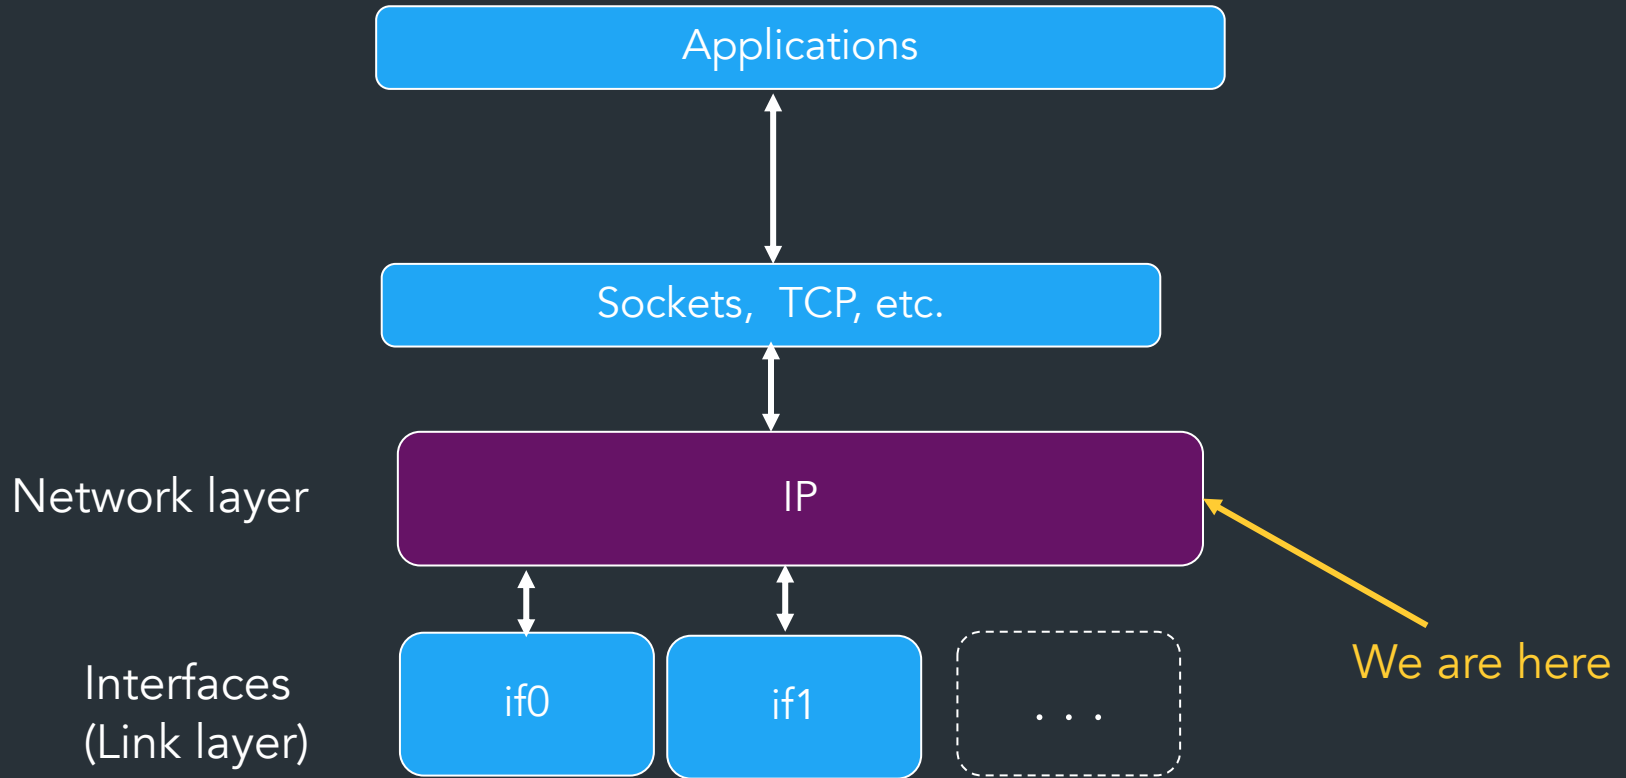 Applications
Sockets, TCP, etc.
Network layer
IP
We are here
Interfaces
(Link layer)
if0
if1
. . .